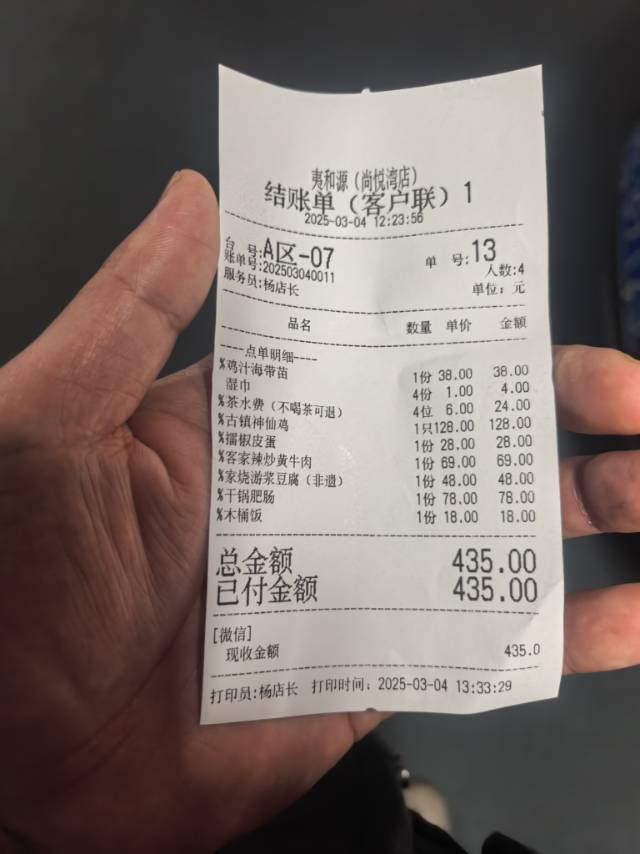 夷和源（尚悦湾店）
结账单（客户联）1
2025-03-04 12:23:56
台 号:A区-07 单 号:13
账单号:202503040011 人数:4
服务员:杨店长 单位: 元
品名 数量 单价 金额
----点单明细----
%鸡汁海带苗 1份 38.00 38.00
湿巾 4份 1.00 4.00
%茶水费（不喝茶可退） 4位 6.00 24.00
%古镇神仙鸡 1只128.00 128.00
%擂椒皮蛋 1份 28.00 28.00
%客家辣炒黄牛肉 1份 69.00 69.00
%家烧游浆豆腐（非遗） 1份 48.00 48.00
%干锅肥肠 1份 78.00 78.00
%木桶饭 1份 18.00 18.00
总金额 435.00
已付金额 435.00
[微信]
现收金额 435.0
打印员:杨店长 打印时间: 2025-03-04 13:33:29